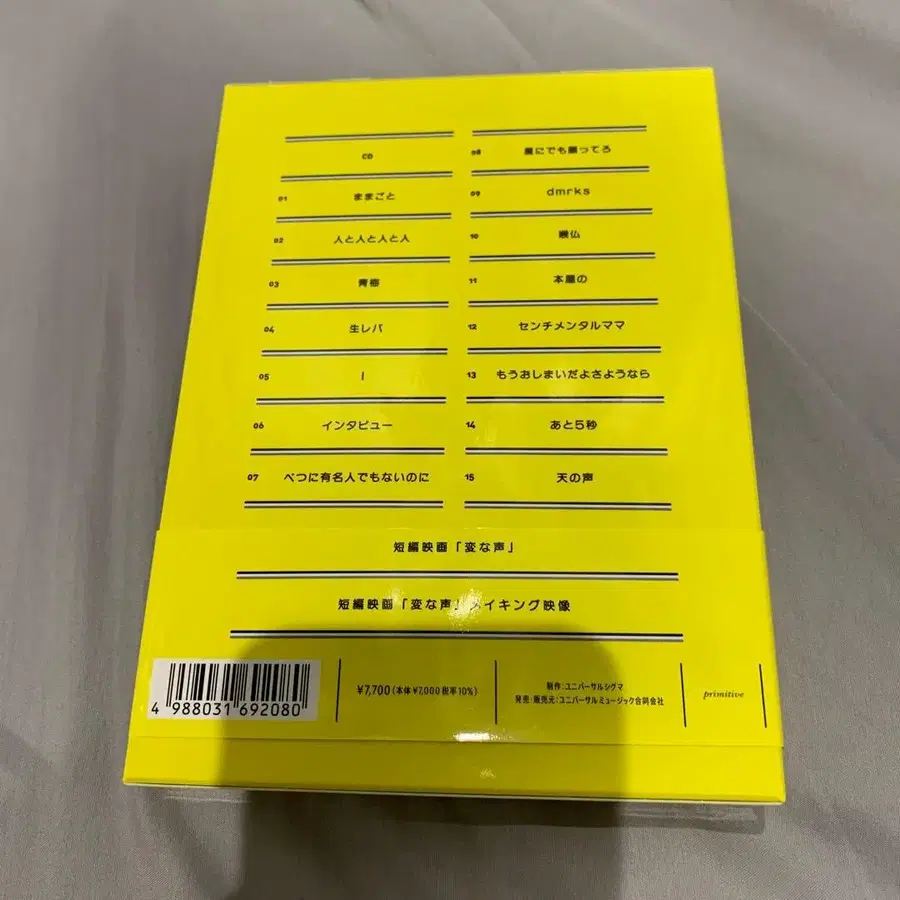 CD
01 ままごと
02 人と人と人と人
03 青樹
04 生レバ
05 I
06 インタビュー
07 べつに有名人でもないのに
08 星にでも願ってろ
09 dmrks
10 喉仏
11 本屋の
12 センチメンタルママ
13 もうおしまいだよさようなら
14 あと5秒
15 天の声
短編映画「変な声」
短編映画「変な声」メイキング映像
4 988031 692080
¥7,700(本体¥7,000税率10%)
制作:ユニバーサルシグマ
発売・販売元:ユニバーサルミュージック合同会社
primitive